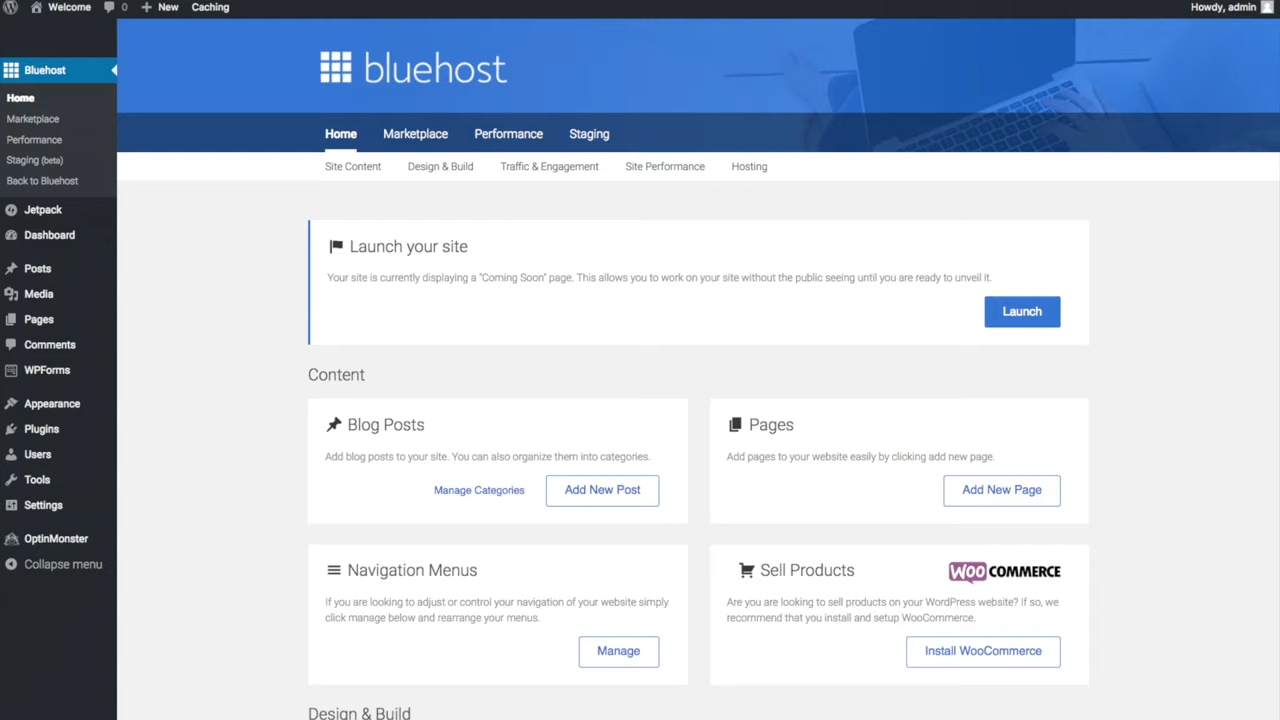 Welcome 0 New Caching Howdy, admin
Bluehost
Home
Marketplace
Performance
Staging (beta)
Back to Bluehost
Jetpack
Dashboard
Posts
Media
Pages
Comments
WPForms
Appearance
Plugins
Users
Tools
Settings
OptinMonster
Collapse menu
bluehost
Home Marketplace Performance Staging
Site Content Design & Build Traffic & Engagement Site Performance Hosting
Launch your site
Your site is currently displaying a "Coming Soon" page. This allows you to work on your site without the public seeing until you are ready to unveil it.
Launch
Content
Blog Posts
Add blog posts to your site. You can also organize them into categories.
Manage Categories Add New Post
Pages
Add pages to your website easily by clicking add new page.
Add New Page
Navigation Menus
If you are looking to adjust or control your navigation of your website simply
click manage below and rearrange your menus.
Manage
Sell Products
WOOCOMMERCE
Are you are looking to sell products on your WordPress website? If so, we
recommend that you install and setup WooCommerce.
Install WooCommerce
Design & Build